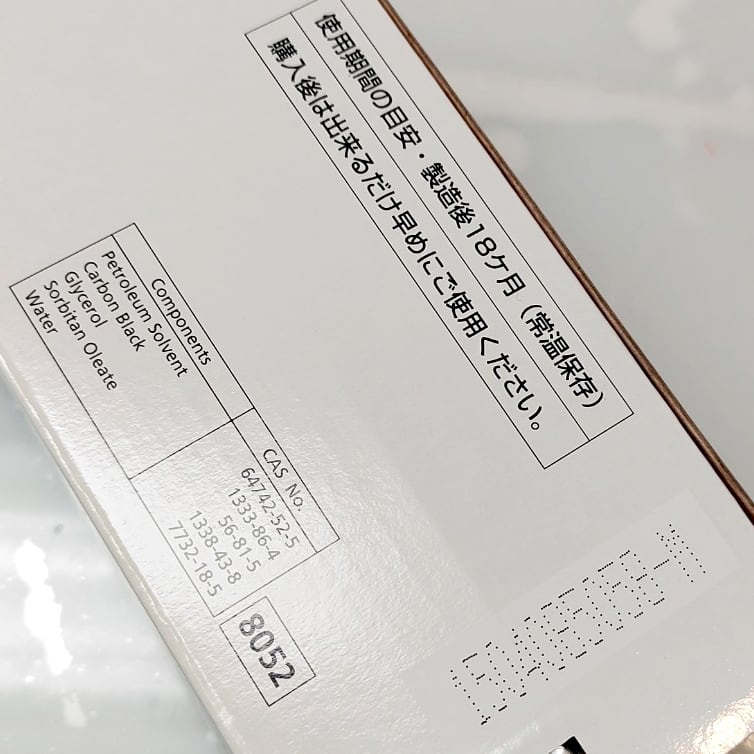 使用期間の目安・製造後18ケ月（常温保存）
購入後は出来るだけ早めにご使用ください。
Components CAS No.
Petroleum Solvent 64742-52-5
Carbon Black 1333-86-4
Glycerol 56-81-5
Sorbitan Oleate 1338-43-8
Water 7732-18-5
8052